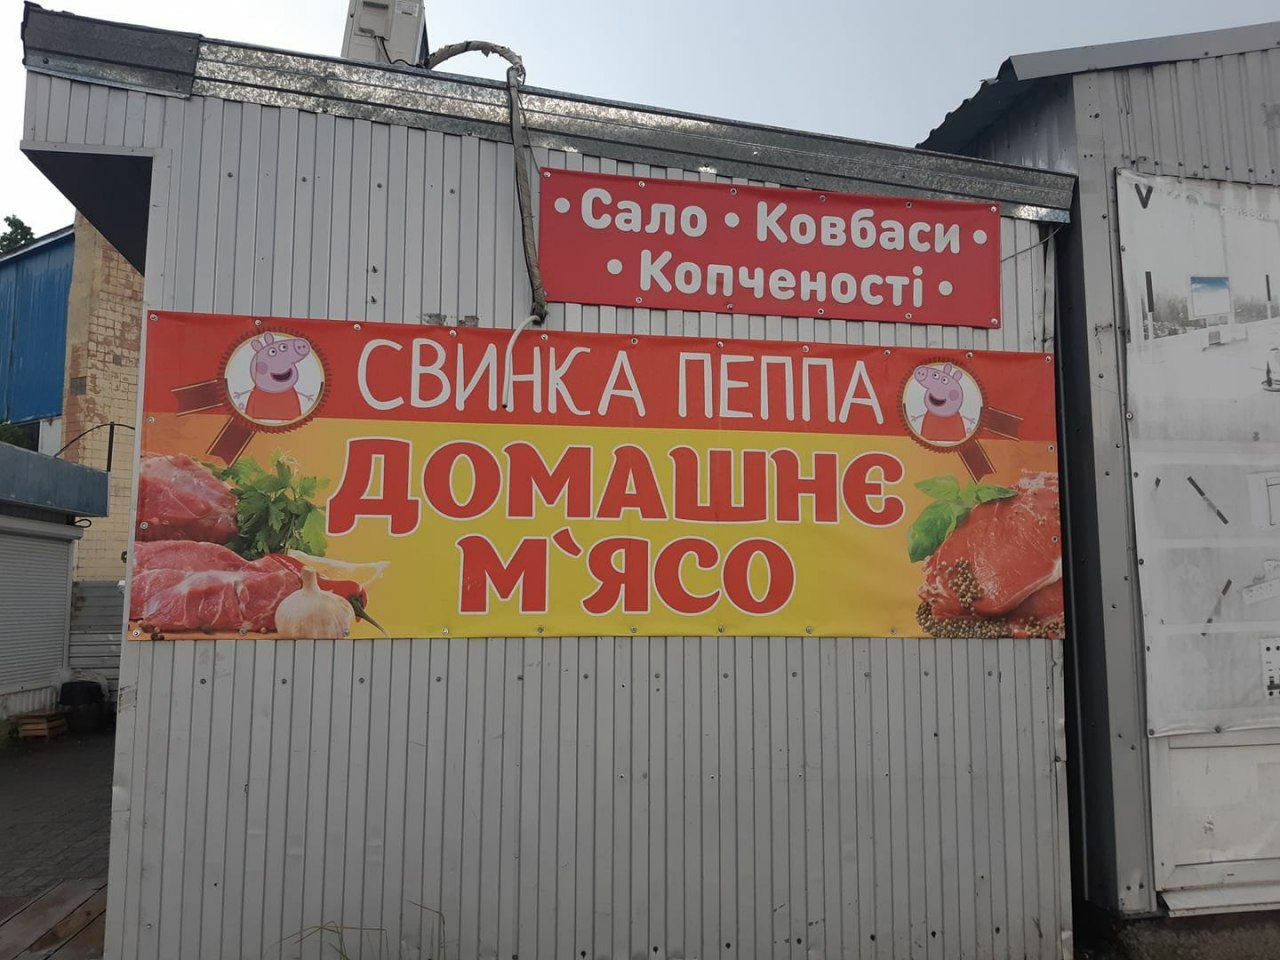 • Сало • Ковбаси •
• Копченості •
СВИНКА ПЕППА
ДОМАШНЄ
М`ЯСО